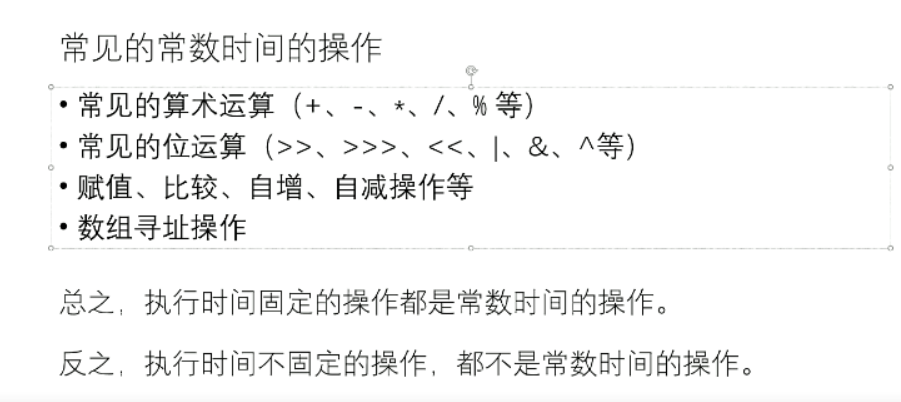 常见的常数时间的操作
• 常见的算术运算（+、-、*、/、% 等）
• 常见的位运算（>>、>>>、<<、|、&、^等）
• 赋值、比较、自增、自减操作等
• 数组寻址操作
总之，执行时间固定的操作都是常数时间的操作。
反之，执行时间不固定的操作，都不是常数时间的操作。